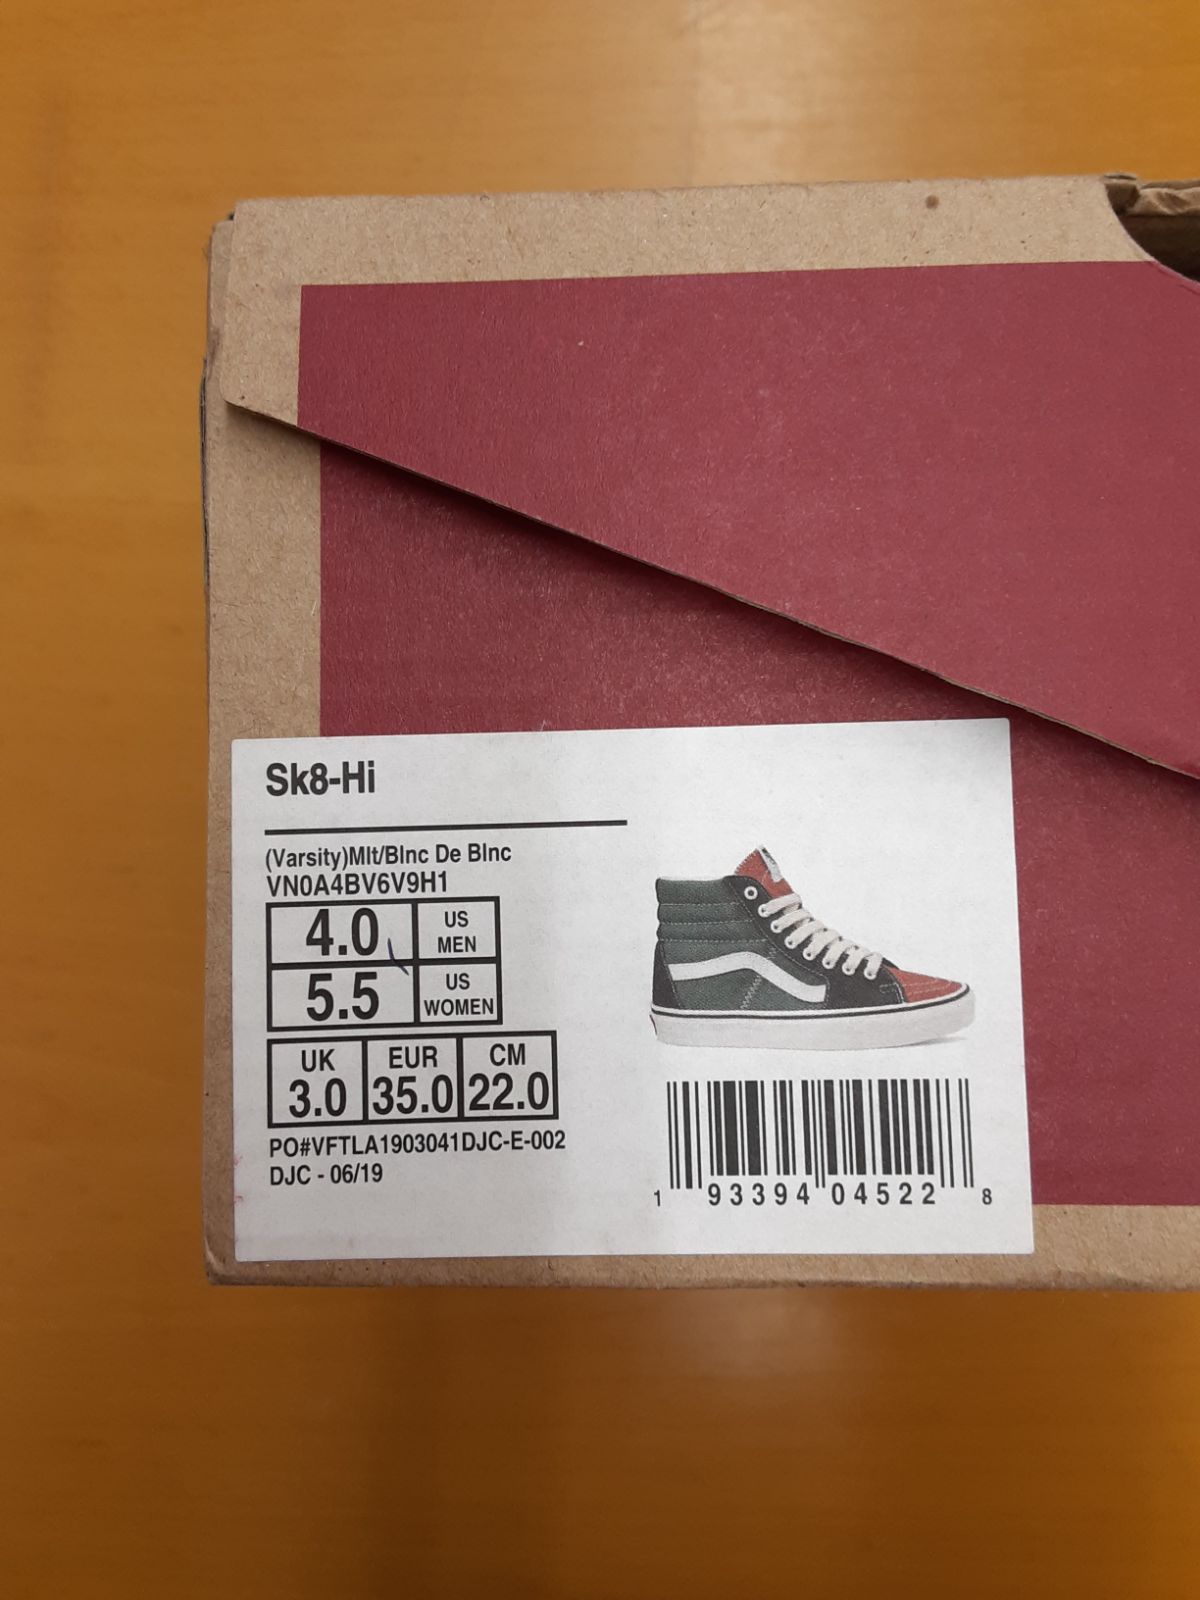 Sk8-Hi
(Varsity)Mlt/Blnc De Blnc
VN0A4BV6V9H1
4.0 US MEN
5.5 US WOMEN
UK EUR CM
3.0 35.0 22.0
PO#VFTLA1903041DJC-E-002
DJC - 06/19
1 93394 04522 8